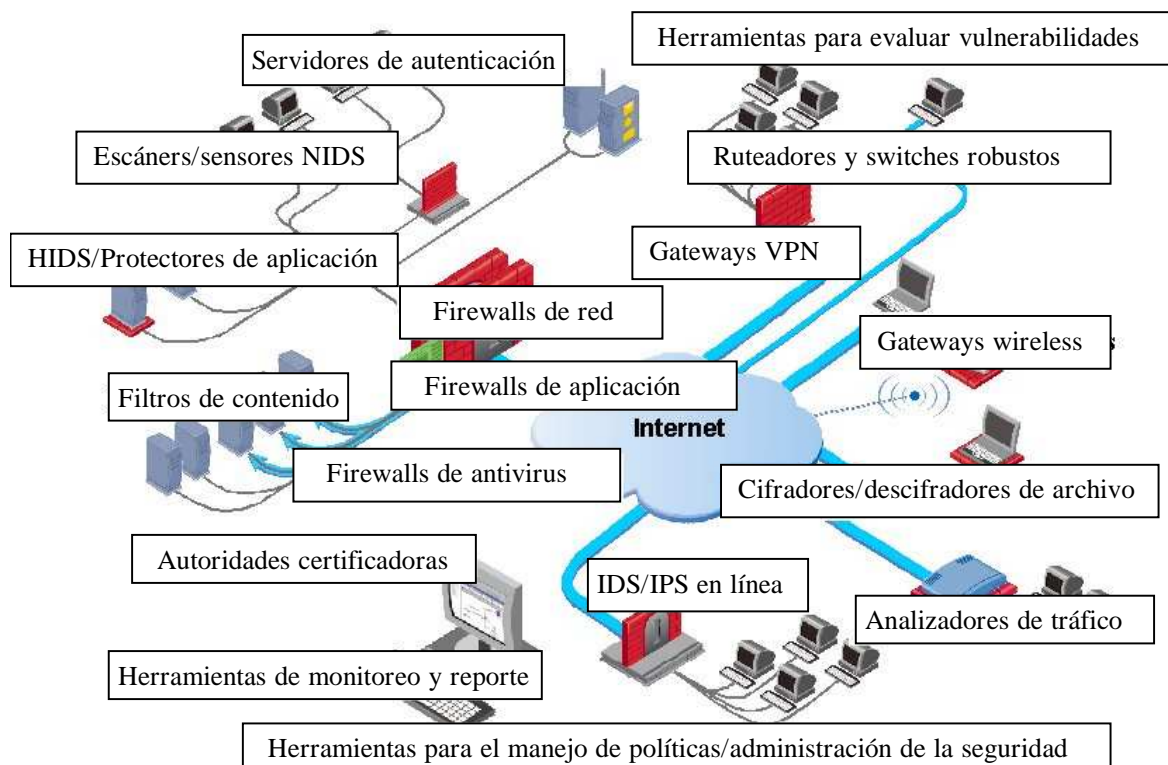 Herramientas para evaluar vulnerabilidades
Servidores de autenticación
Escáners/sensores NIDS
Ruteadores y switches robustos
HIDS/Protectores de aplicación
Gateways VPN
Firewalls de red
Gateways wireless s
Firewalls de aplicación
Filtros de contenido
Internet
Firewalls de antivirus
Cifradores/descifradores de archivo
Autoridades certificadoras
IDS/IPS en línea
Analizadores de tráfico
Herramientas de monitoreo y reporte
Herramientas para el manejo de políticas/administración de la seguridad